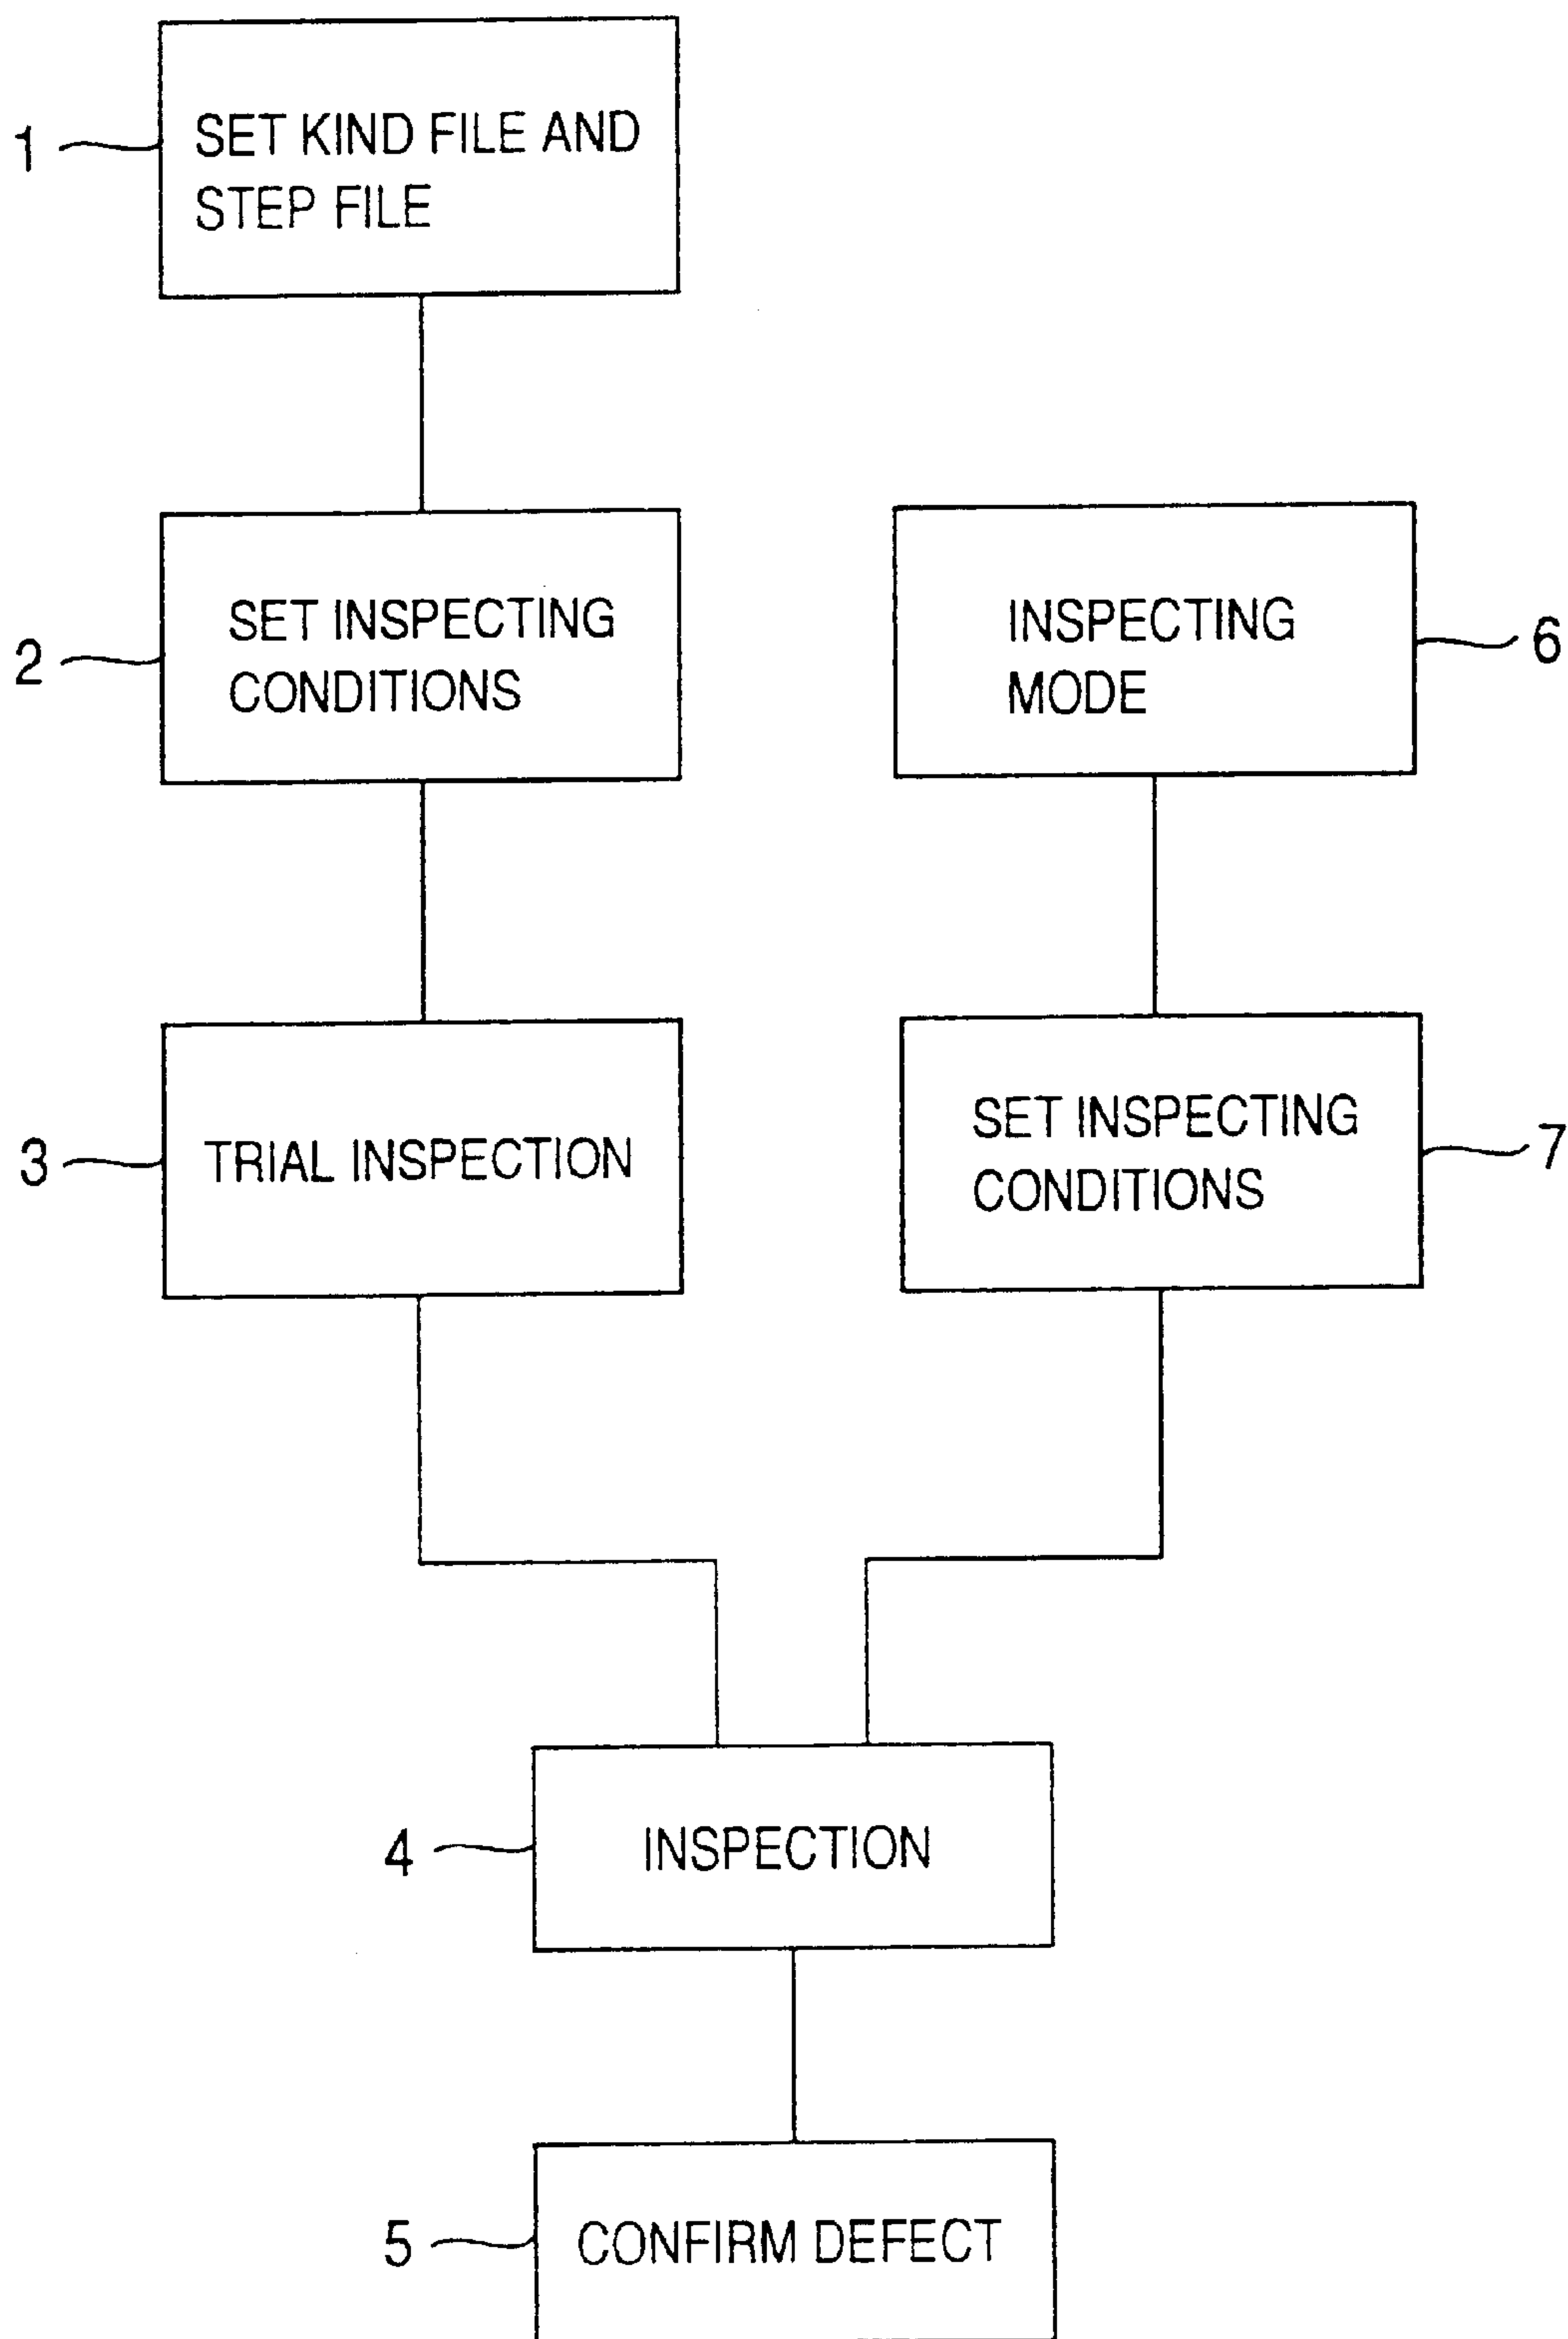 1
SET KIND FILE AND
STEP FILE
2
SET INSPECTING
CONDITIONS
INSPECTING
MODE
6
3
TRIAL INSPECTION
SET INSPECTING
CONDITIONS
7
4
INSPECTION
5
CONFIRM DEFECT